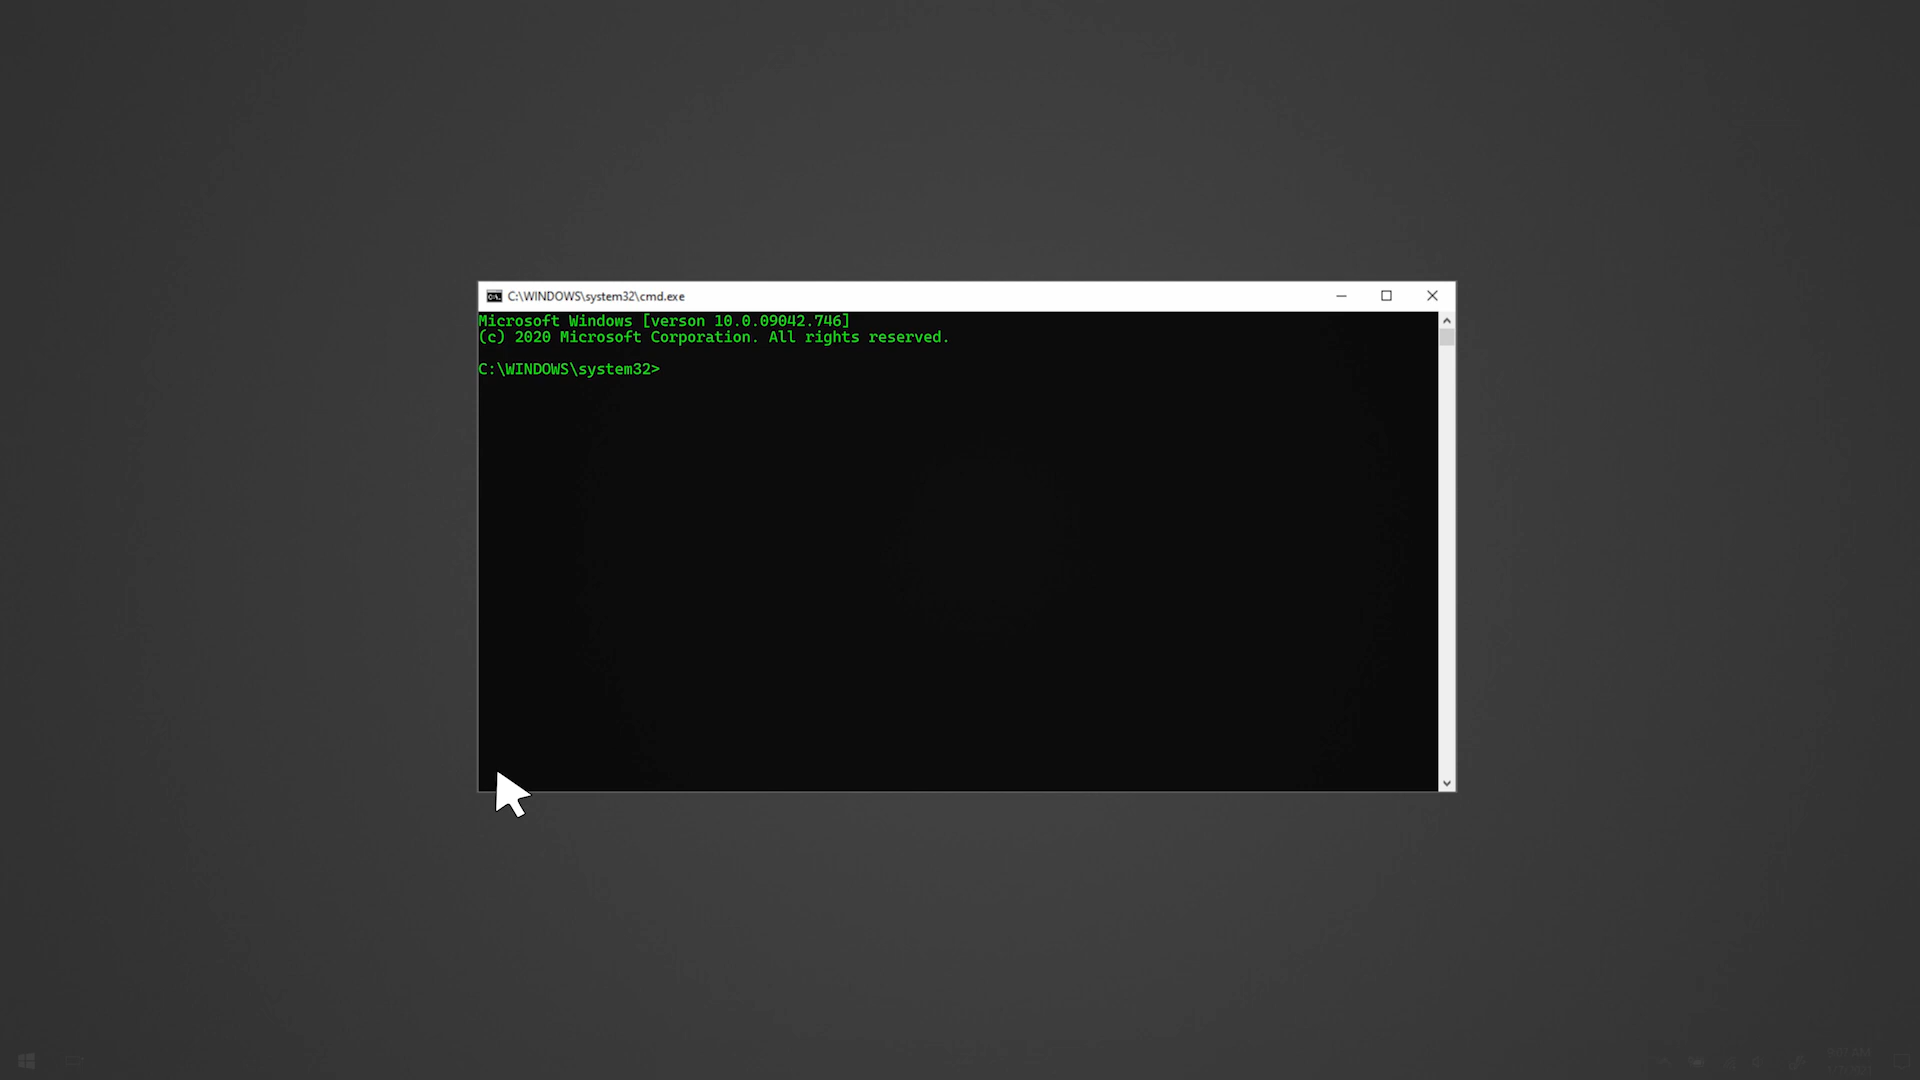 C:\WINDOWS\system32\cmd.exe
Microsoft Windows [verson 10.0.09042.746]
(c) 2020 Microsoft Corporation. All rights reserved.
C:\WINDOWS\system32>